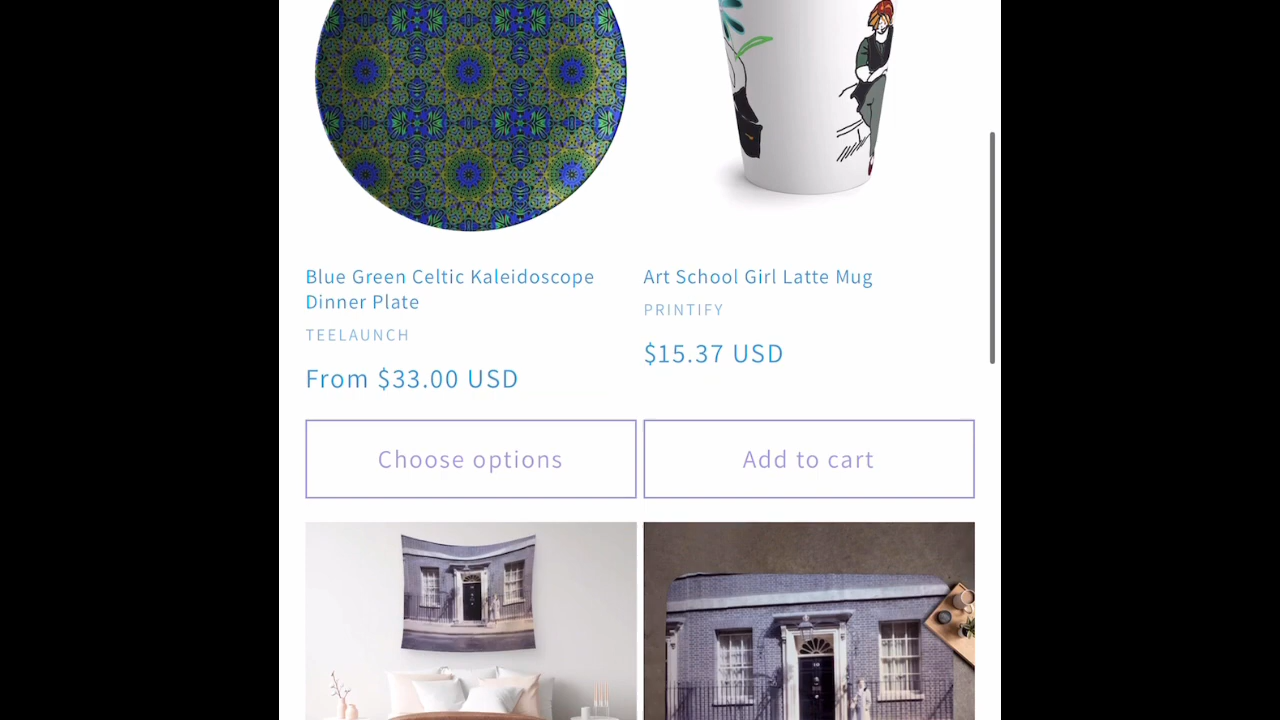 Blue Green Celtic Kaleidoscope
Dinner Plate
TEELAUNCH
From $33.00 USD
Choose options
Art School Girl Latte Mug
PRINTIFY
$15.37 USD
Add to cart